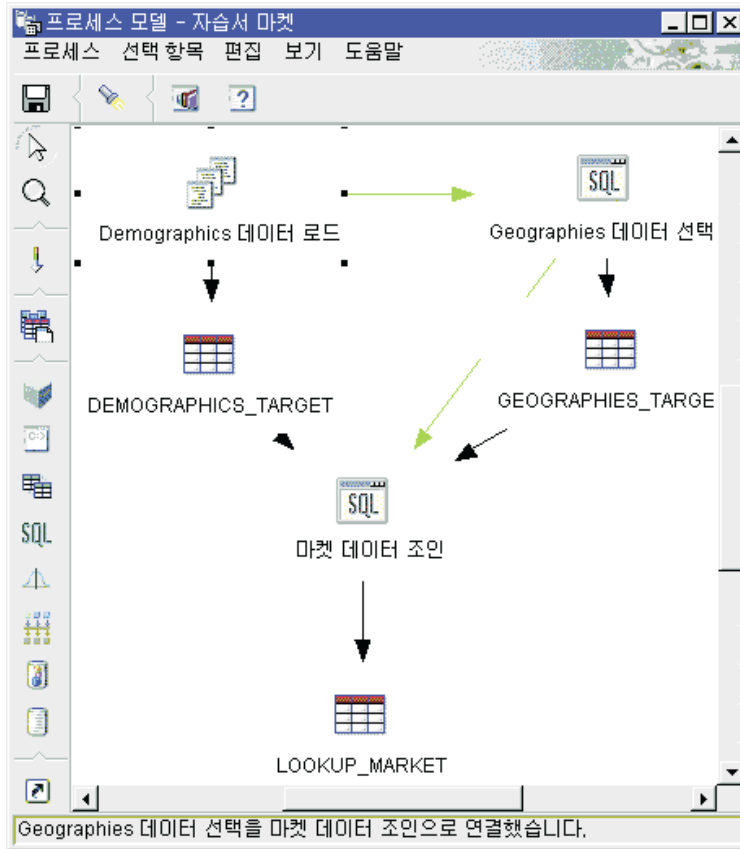 프로세스 모델 - 자습서 마켓
프로세스 선택 항목 편집 보기 도움말
Demographics 데이터 로드
SQL
Geographies 데이터 선택
DEMOGRAPHICS_TARGET
GEOGRAPHIES_TARGE
SQL
마켓 데이터 조인
SQL
LOOKUP_MARKET
Geographies 데이터 선택을 마켓 데이터 조인으로 연결했습니다.